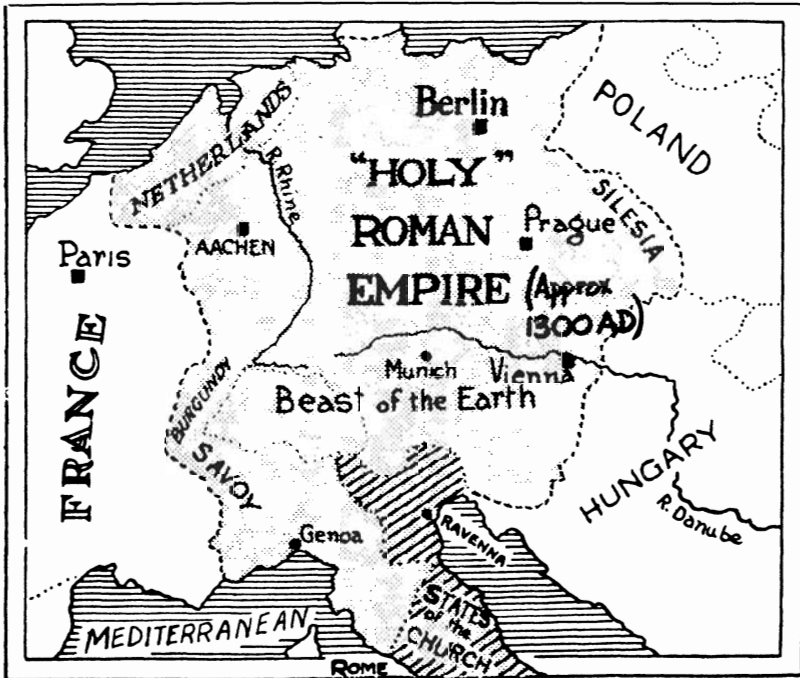 Berlin
POLAND
NETHERLANDS
R. Rhine
"HOLY"
ROMAN
EMPIRE (Approx
1300 AD)
SILESIA
Prague
AACHEN
Paris
FRANCE
Munich
Vienna
Beast of the Earth
BURGUNDY
SAVOY
HUNGARY
R. Danube
Genoa
RAVENNA
STATES
of the
CHURCH
MEDITERRANEAN
ROME